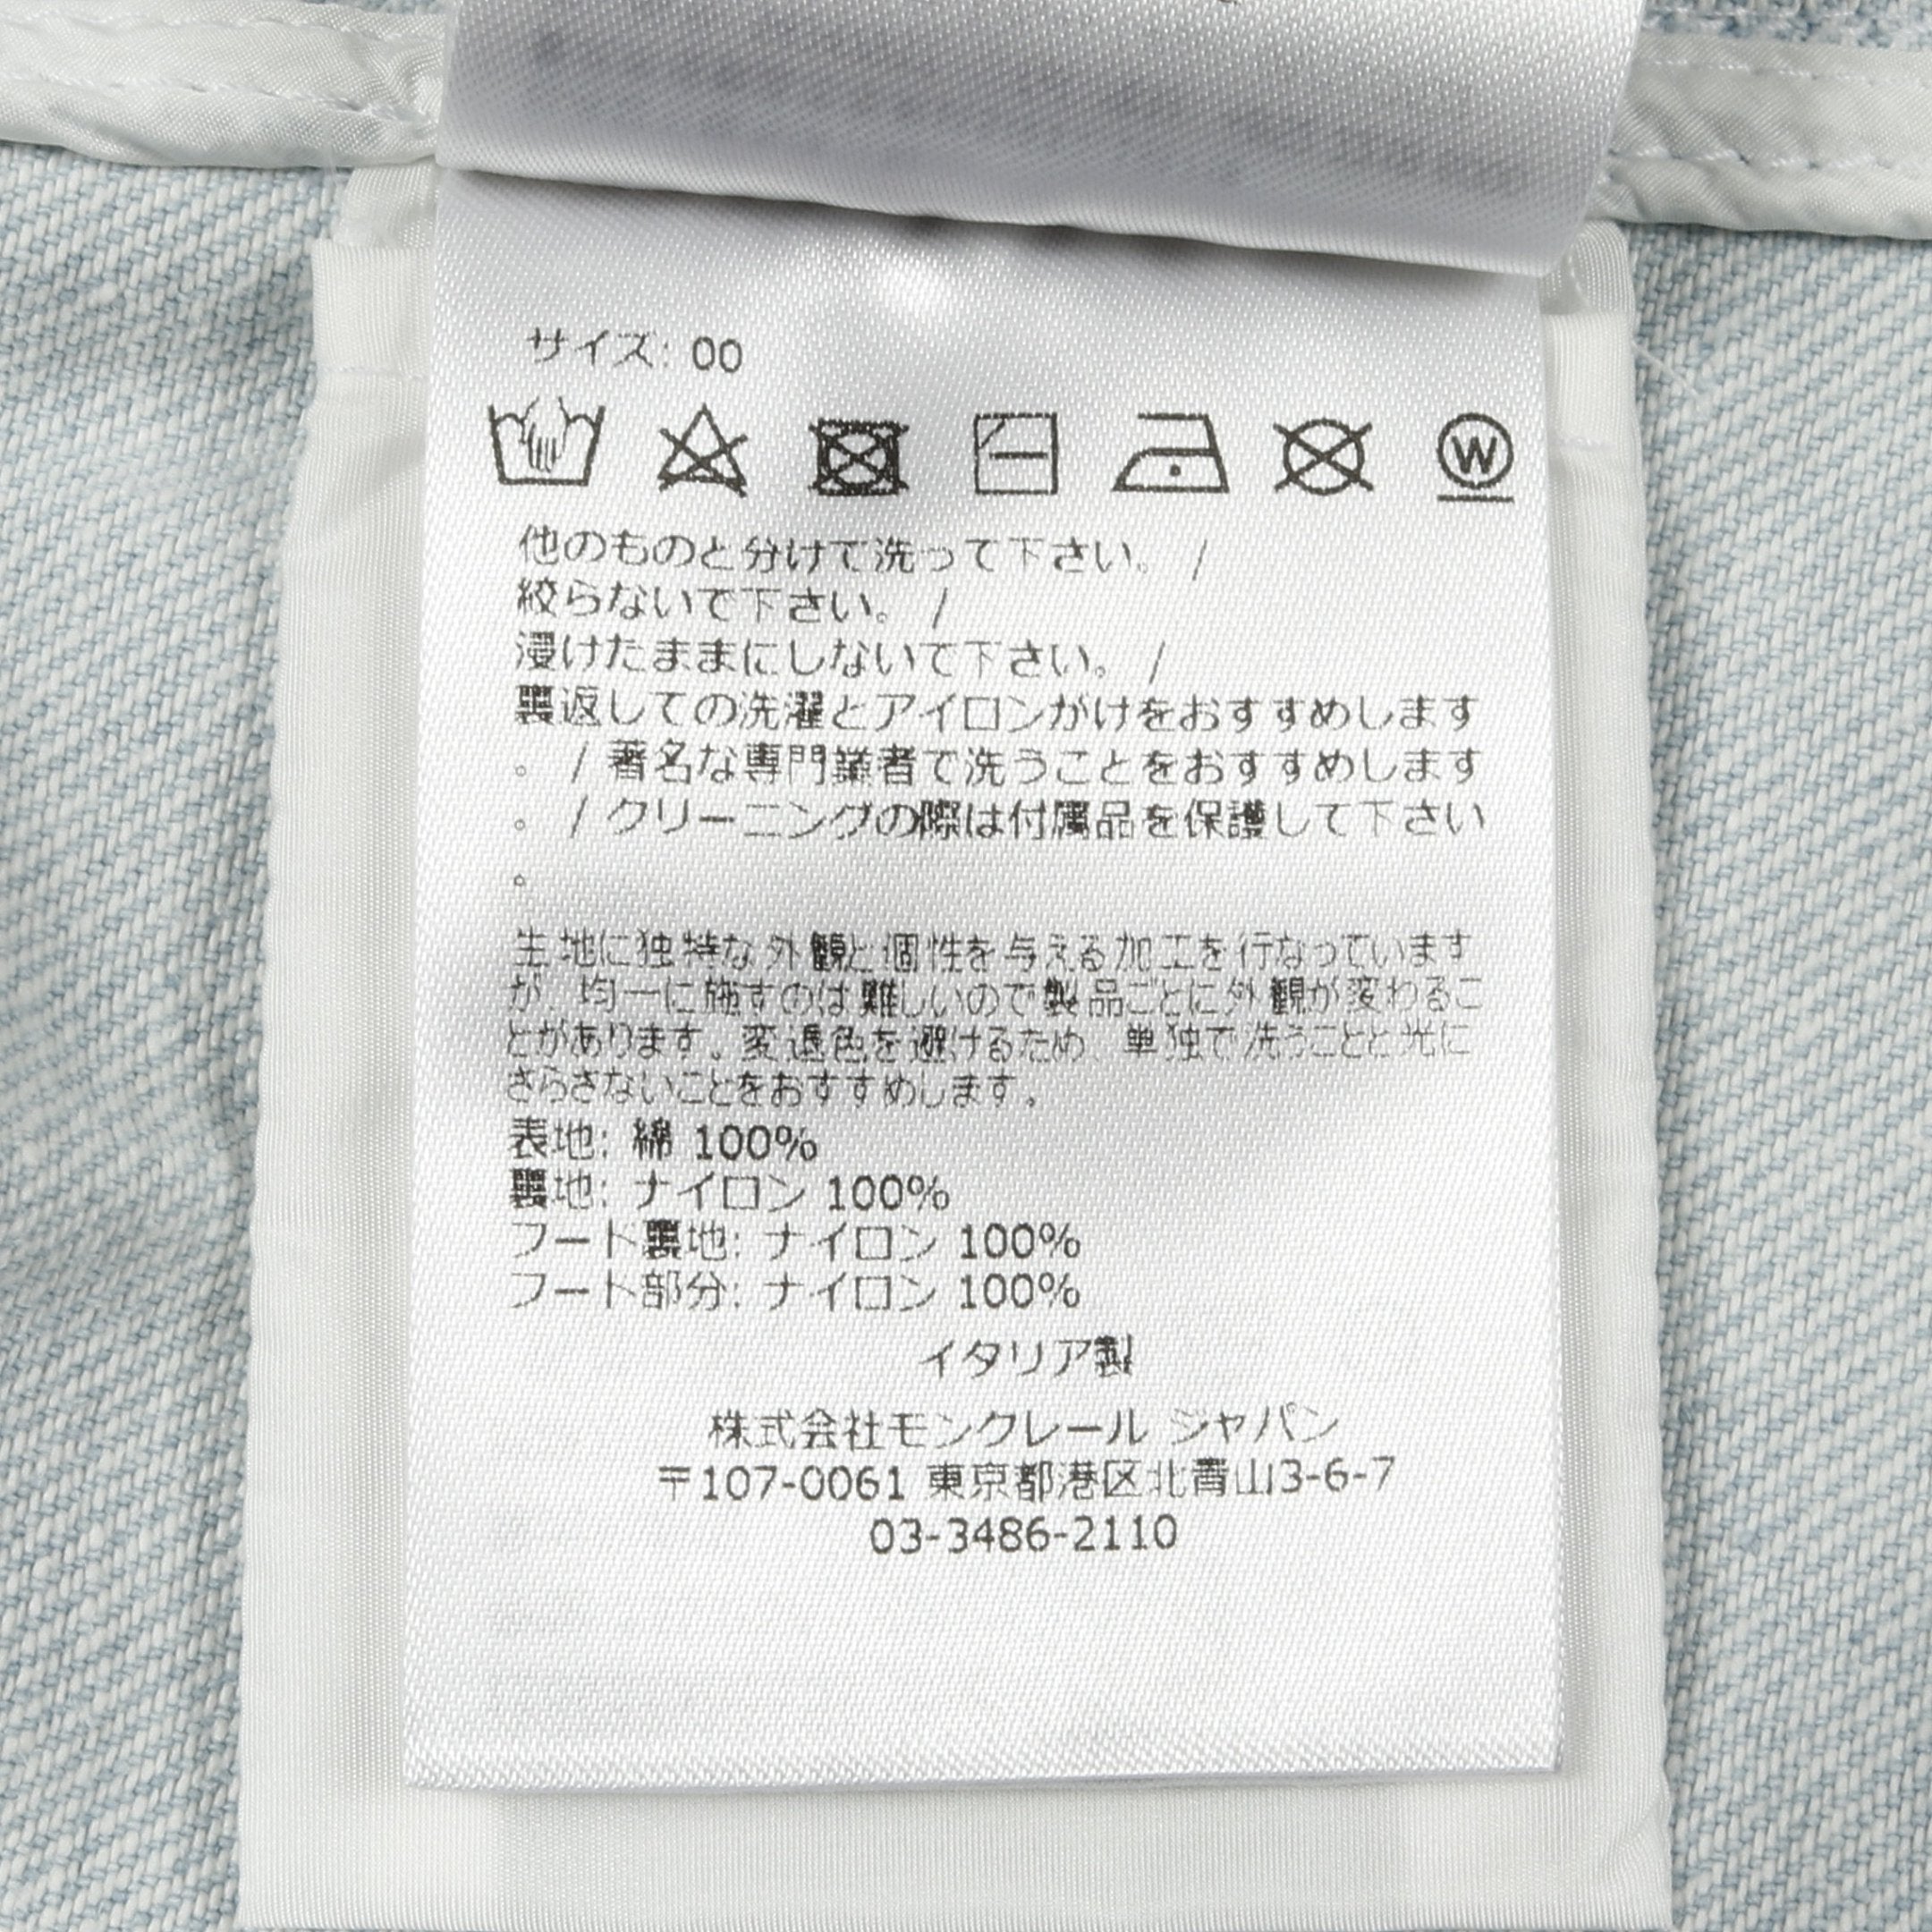 サイズ: 00
W
他のものと分けて洗って下さい。 /
絞らないで下さい。 /
浸けたままにしないで下さい。 /
裏返しての洗濯とアイロンがけをおすすめします
。 / 著名な専門業者で洗うことをおすすめします
。 / クリーニングの際は付属品を保護して下さい
。
生地に独特な外観と個性を与える加工を行なっています
が、均一に施すのは難しいので製品ごとに外観が変わるこ
とがあります。変退色を避けるため、単独で洗うことと光に
さらさないことをおすすめします。
表地: 綿 100%
裏地: ナイロン 100%
フード裏地: ナイロン 100%
フード部分: ナイロン 100%
イタリア製
株式会社モンクレール ジャパン
〒107-0061 東京都港区北青山3-6-7
03-3486-2110